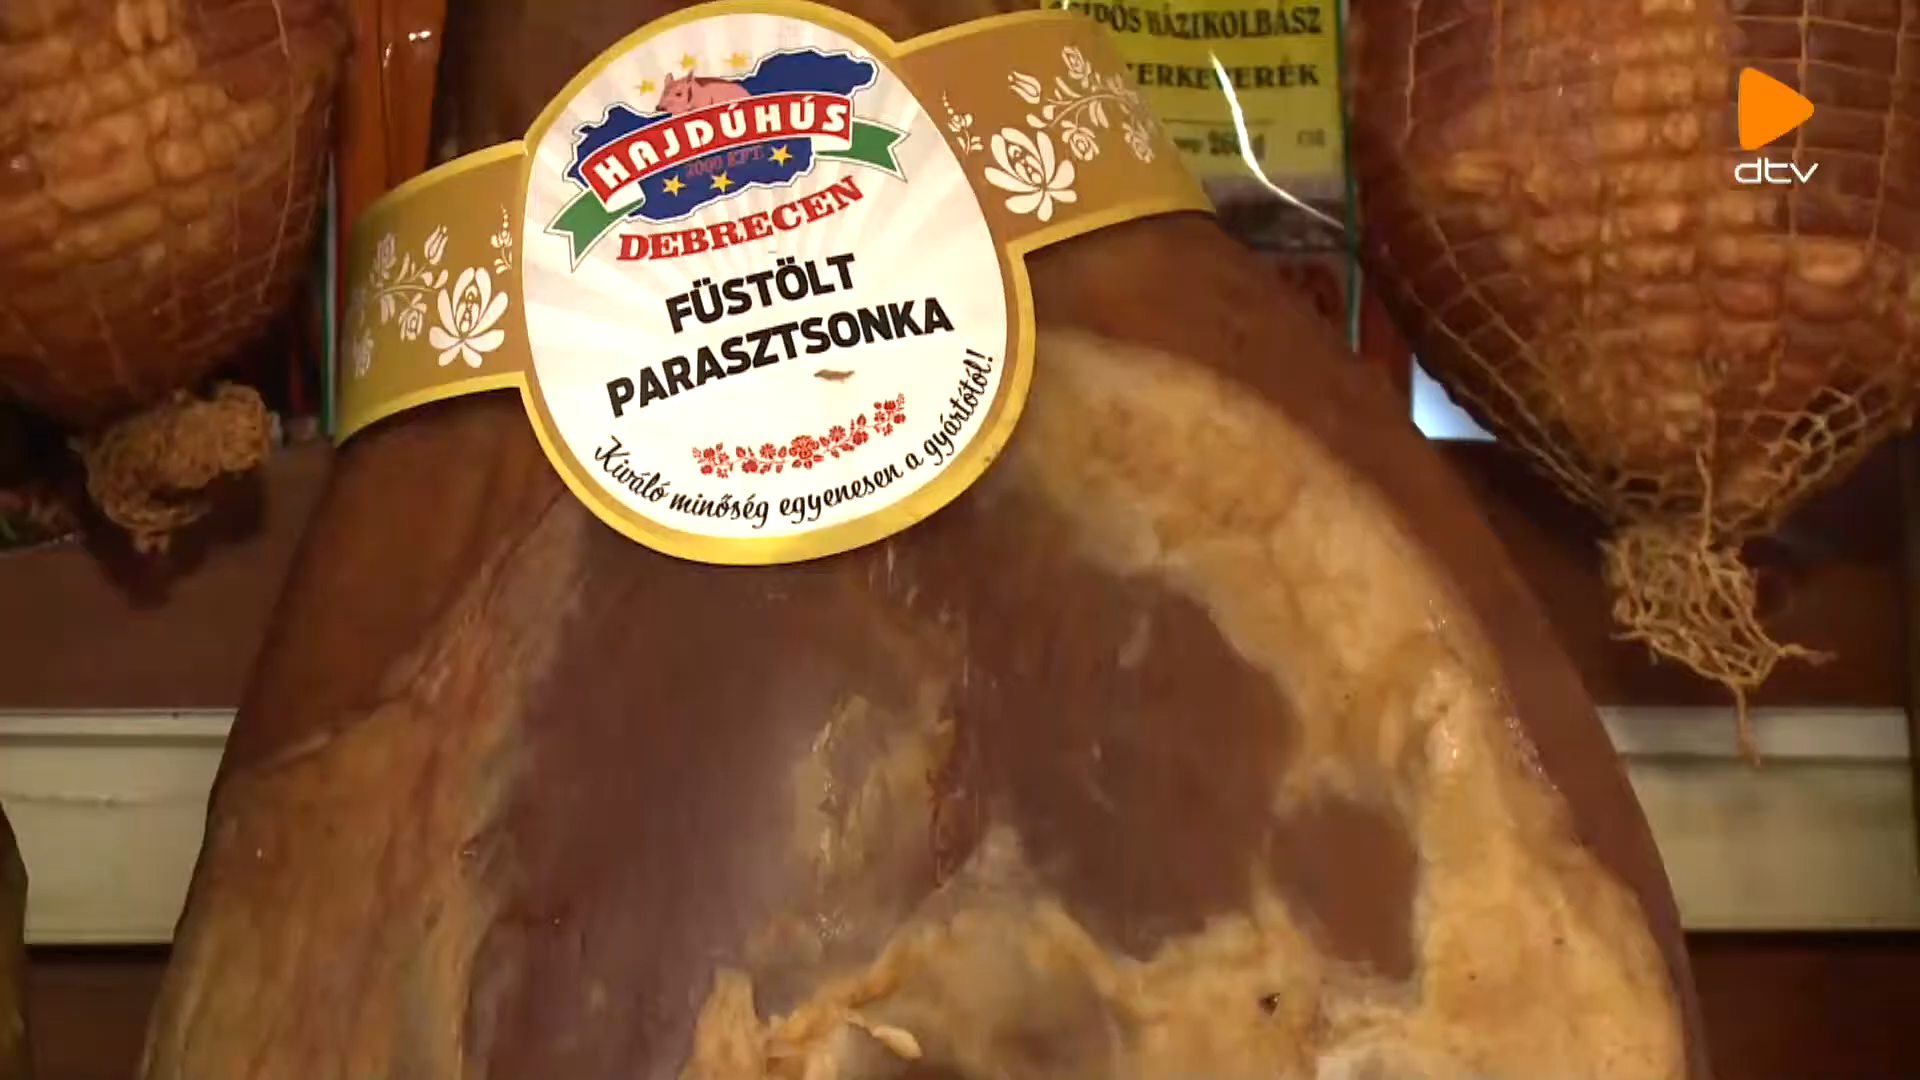 HAJDÚHÚS
2000 KFT
DEBRECEN
FÜSTÖLT
PARASZTSONKA
Kiváló minőség egyenesen a gyártótól!
HÁZIKOLBÁSZ
dtv